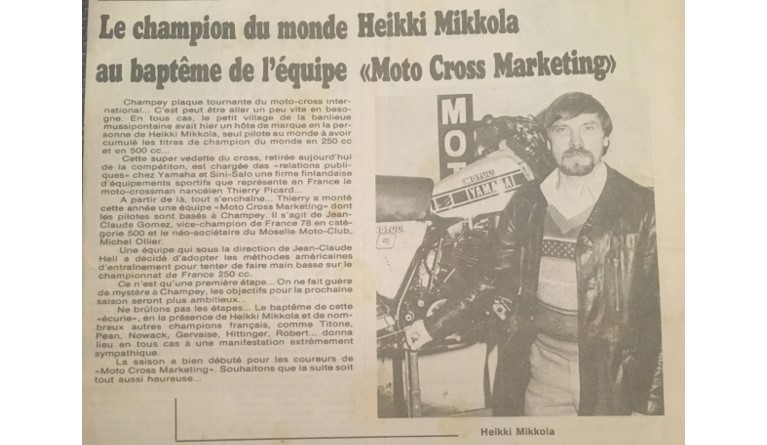 Le champion du monde Heikki Mikkola
au baptême de l'équipe «Moto Cross Marketing»
Champey plaque tournante du moto-cross inter-
national... C'est peut être aller un peu vite en beso-
gne. En tous cas, le petit village de la banlieue
mussipontaine avait hier un hôte de marque en la per-
sonne de Heikki Mikkola, seul pilote au monde à avoir
cumulé les titres de champion du monde en 250 cc
et en 500 cc...
Cette super vedette du cross, retirée aujourd'hui
de la compétiton, est chargée des «relations publi-
ques» chez Yamaha et Sini-Salo une firme finlandaise
d'équipements sportifs que représente en France le
moto-crossman nancéien Thierry Picard...
A partir de là, tout s'enchaîne... Thierry a monté
cette année une équipe «Moto Cross Marketing» dont
les pilotes sont basés à Champey. Il s'agit de Jean-
Claude Gomez, vice-champion de France 78 en caté-
gorie 500 et le néo-sociétaire du Moselle Moto-Club,
Michel Ollier.
Une équipe qui sous la direction de Jean-Claude
Hell a décidé d'adopter les méthodes américaines
d'entraînement pour tenter de faire main basse sur le
championnat de France 250 cc.
Ce n'est qu'une première étape... On ne fait guère
de mystère à Champey, les objectifs pour la prochaine
saison seront plus ambitieux...
Ne brûlons pas les étapes... Le baptême de cette
«écurie», en la présence de Heikki Mikkola et de nom-
breux autres champions français, comme Titone,
Pean, Nowack, Gervaise, Hittinger, Robert... donna
lieu en tous cas à une manifestation extrêmement
sympathique.
La saison a bien débuté pour les coureurs de
«Moto Cross Marketing». Souhaitons que la suite soit
tout aussi heureuse...
MOT
MOTUL
YAMAHA
MOTUL
Heikki Mikkola